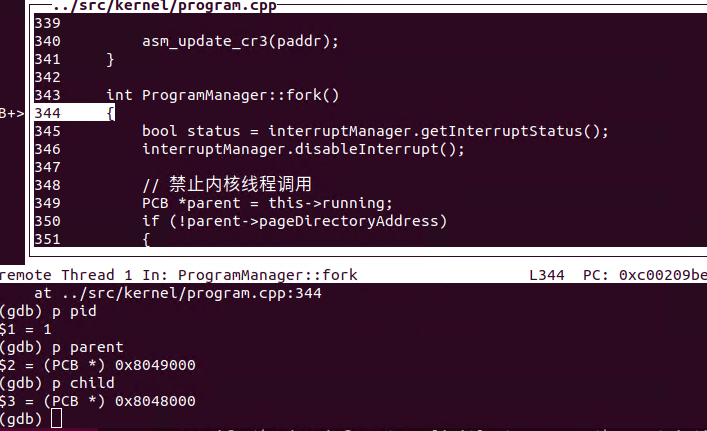 ../src/kernel/program.cpp
339
340         asm_update_cr3(paddr);
341     }
342
343     int ProgramManager::fork()
B+> 344     {
345         bool status = interruptManager.getInterruptStatus();
346         interruptManager.disableInterrupt();
347
348         // 禁止内核线程调用
349         PCB *parent = this->running;
350         if (!parent->pageDirectoryAddress)
351         {
remote Thread 1 In: ProgramManager::fork L344 PC: 0xc00209be
    at ../src/kernel/program.cpp:344
(gdb) p pid
$1 = 1
(gdb) p parent
$2 = (PCB *) 0x8049000
(gdb) p child
$3 = (PCB *) 0x8048000
(gdb)